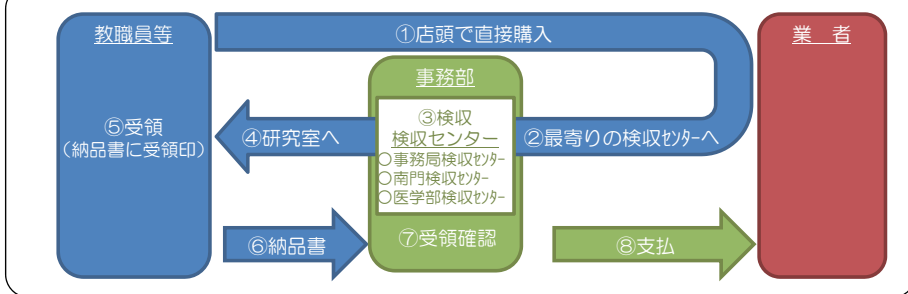 教職員等
①店頭で直接購入
業　者
事務部
⑤受領
(納品書に受領印)
④研究室へ
③検収
検収センター
○事務局検収ｾﾝﾀｰ
○南門検収ｾﾝﾀｰ
○医学部検収ｾﾝﾀｰ
②最寄りの検収ｾﾝﾀｰへ
⑥納品書
⑦受領確認
⑧支払